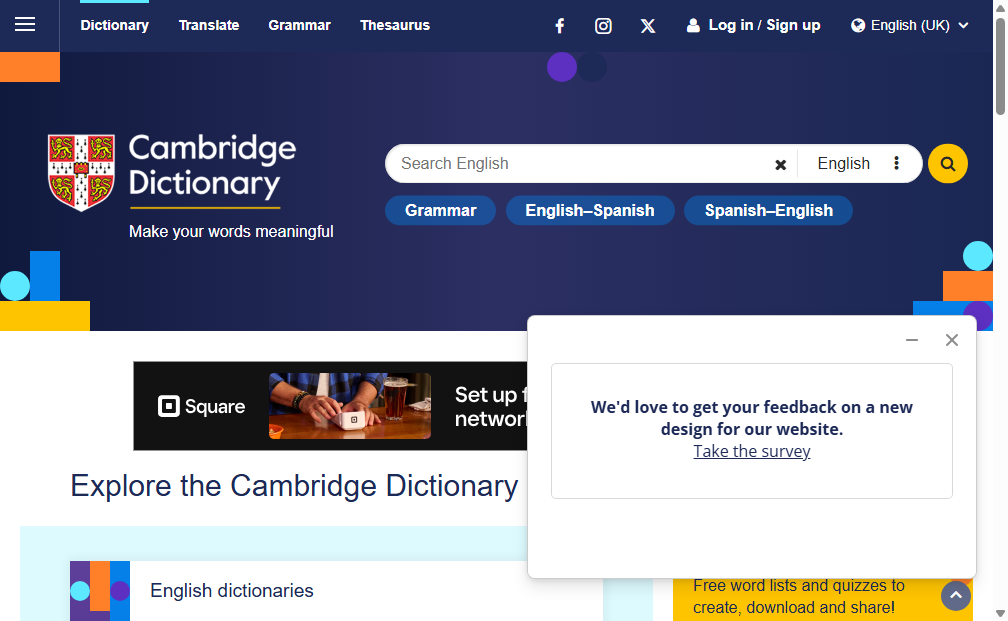 Dictionary Translate Grammar Thesaurus Log in / Sign up English (UK)
Cambridge
Dictionary
Make your words meaningful
Search English English
Grammar English–Spanish Spanish–English
Square
Set up f
network
Explore the Cambridge Dictionary
English dictionaries
We'd love to get your feedback on a new
design for our website.
Take the survey
Free word lists and quizzes to
create, download and share!